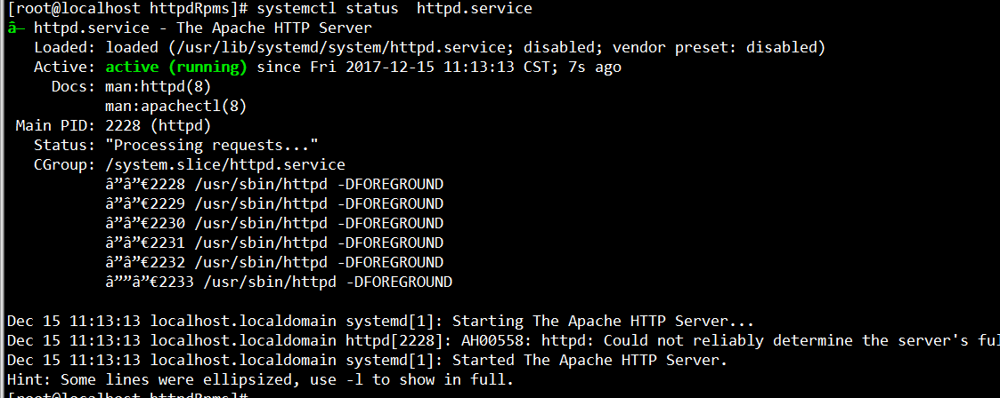 [root@localhost httpdRpms]# systemctl status  httpd.service
â— httpd.service - The Apache HTTP Server
   Loaded: loaded (/usr/lib/systemd/system/httpd.service; disabled; vendor preset: disabled)
   Active: active (running) since Fri 2017-12-15 11:13:13 CST; 7s ago
     Docs: man:httpd(8)
           man:apachectl(8)
 Main PID: 2228 (httpd)
   Status: "Processing requests..."
   CGroup: /system.slice/httpd.service
           â”â”€2228 /usr/sbin/httpd -DFOREGROUND
           â”â”€2229 /usr/sbin/httpd -DFOREGROUND
           â”â”€2230 /usr/sbin/httpd -DFOREGROUND
           â”â”€2231 /usr/sbin/httpd -DFOREGROUND
           â”â”€2232 /usr/sbin/httpd -DFOREGROUND
           â””â”€2233 /usr/sbin/httpd -DFOREGROUND
Dec 15 11:13:13 localhost.localdomain systemd[1]: Starting The Apache HTTP Server...
Dec 15 11:13:13 localhost.localdomain httpd[2228]: AH00558: httpd: Could not reliably determine the server's ful
Dec 15 11:13:13 localhost.localdomain systemd[1]: Started The Apache HTTP Server.
Hint: Some lines were ellipsized, use -l to show in full.
[root@localhost httpdRpms]#